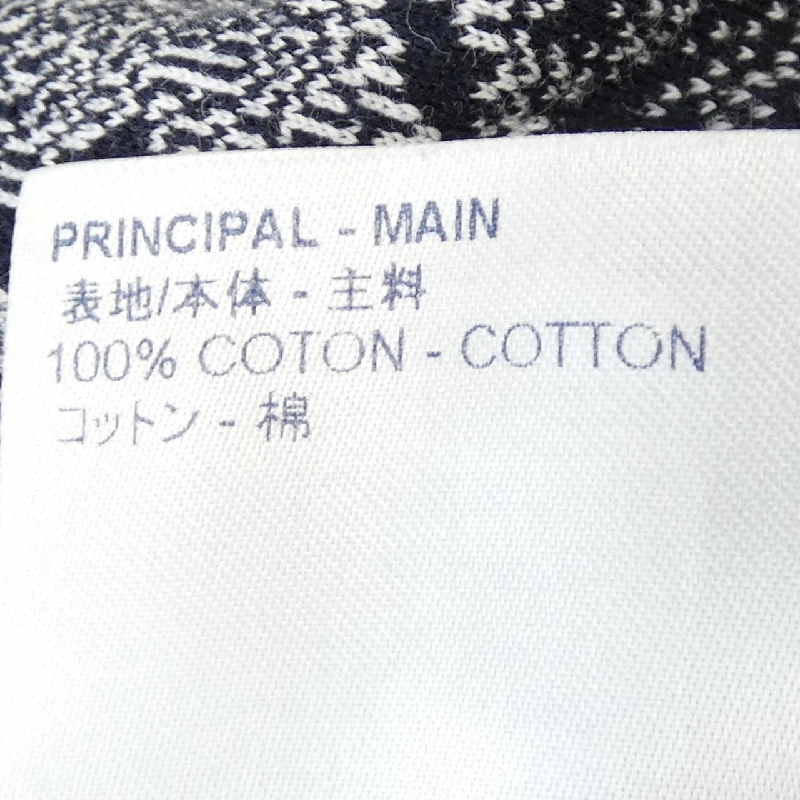 PRINCIPAL - MAIN
表地/本体 - 主料
100% COTON - COTTON
コットン - 棉